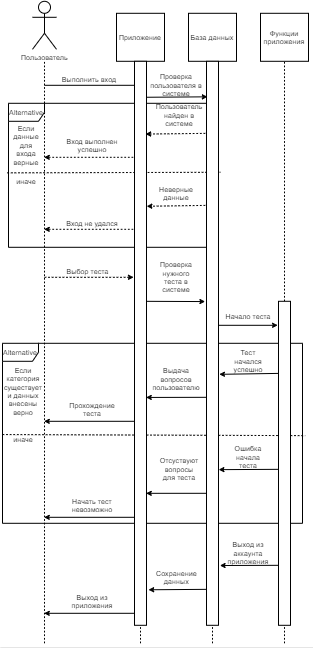 Приложение
База данных
Функции
приложения
Пользователь
Выполнить вход
Проверка
пользователя в
системе
Alternative
Пользователь
найден в
системе
Если
данные
для
входа
верные
Вход выполнен
успешно
иначе
Неверные
данные
Вход не удался
Выбор теста
Проверка
нужного
теста в
системе
Начало теста
Alternative
Тест
начался
успешно
Если
категория
существует
и данных
внесены
верно
Выдача
вопросов
пользователю
Прохождение
теста
иначе
Ошибка
начала
теста
Отсуствуют
вопросы
для теста
Начать тест
невозможно
Выход из
аккаунта
приложения
Сохранение
данных
Выход из
приложения